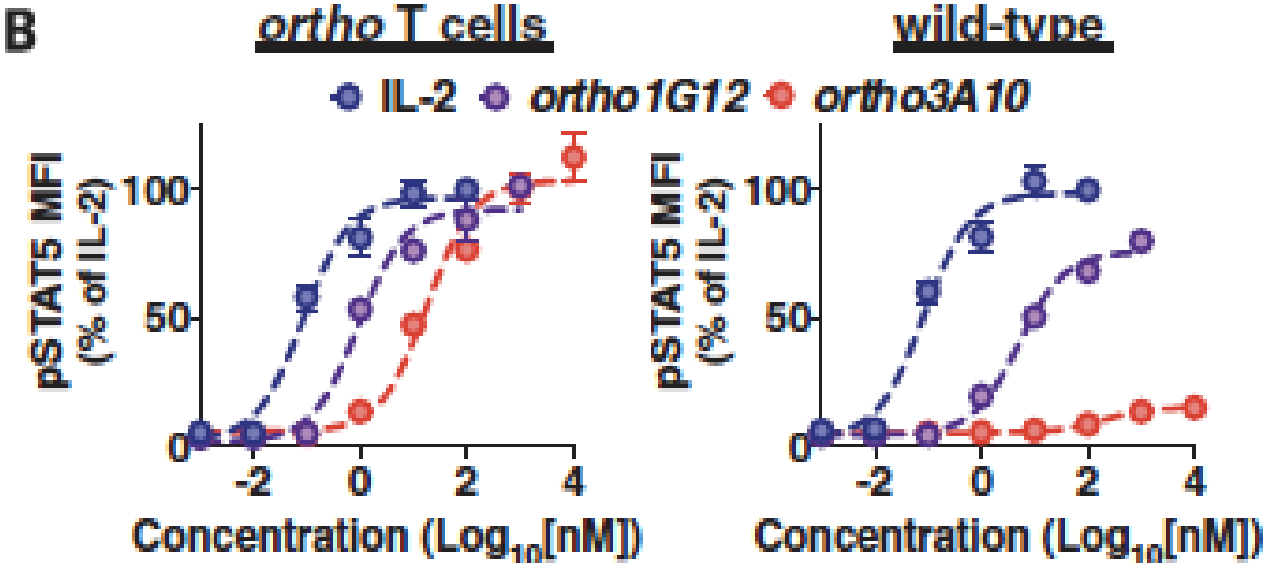 B
ortho T cells
wild-type
IL-2 ortho1G12 ortho3A10
pSTAT5 MFI
(% of IL-2)
100
50
0
-2 0 2 4
Concentration (Log10[nM])
pSTAT5 MFI
(% of IL-2)
100
50
0
-2 0 2 4
Concentration (Log10[nM])